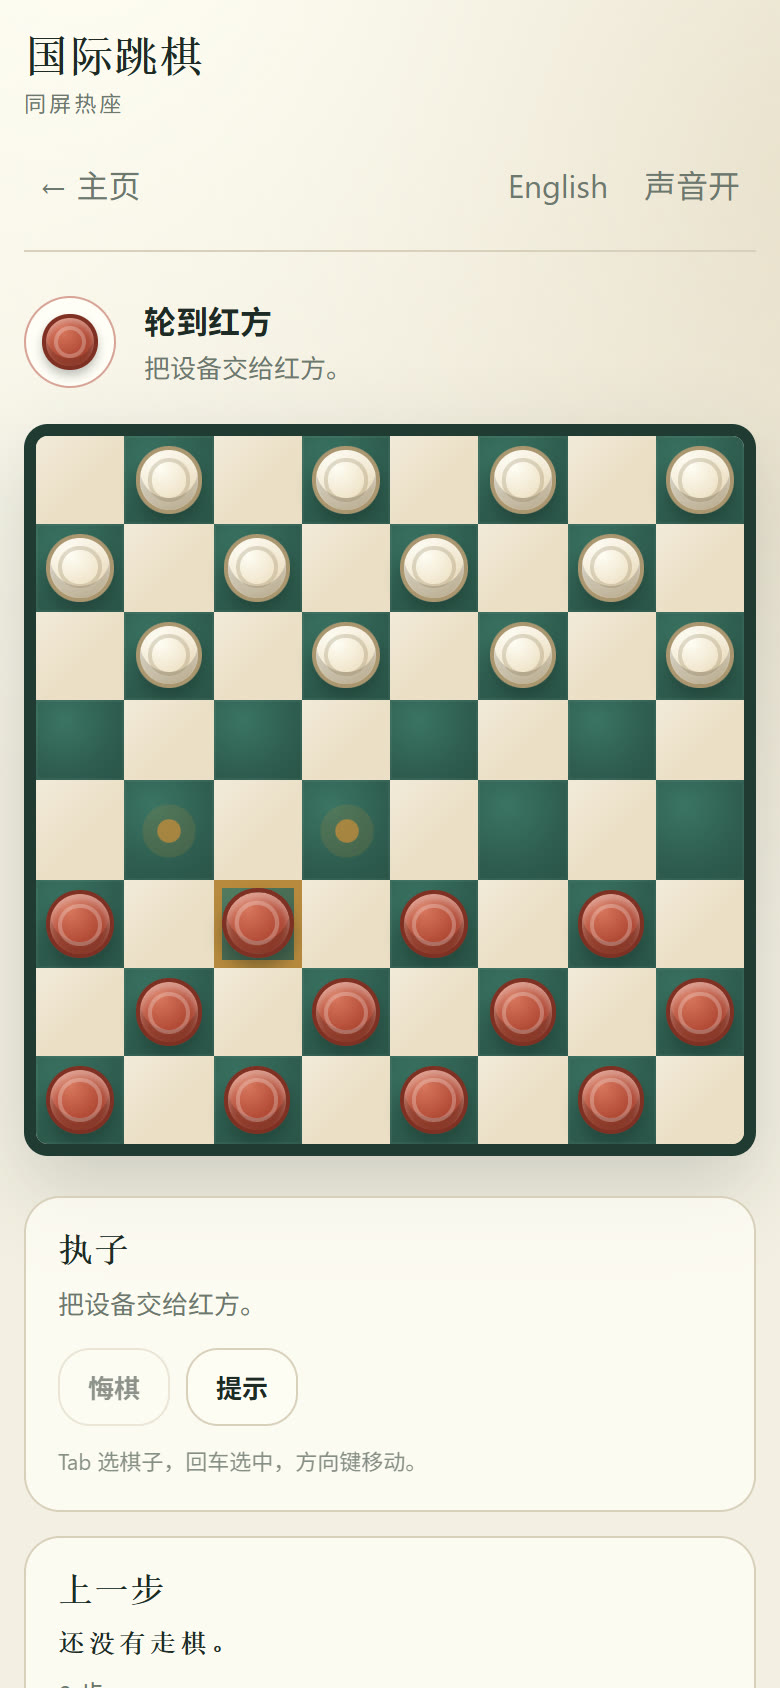 国际跳棋
同屏热座
← 主页
English 声音开
轮到红方
把设备交给红方。
执子
把设备交给红方。
悔棋 提示
Tab 选棋子，回车选中，方向键移动。
上一步
还没有走棋。